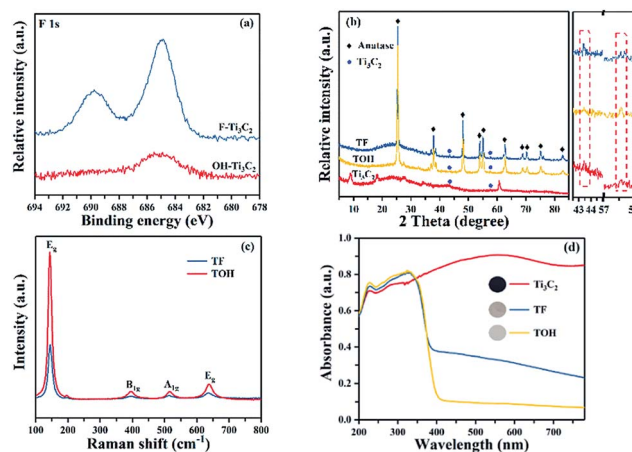 F 1s
(a)
Relative intensity (a.u.)
F-Ti₃C₂
OH-Ti₃C₂
694 692 690 688 686 684 682 680 678
Binding energy (eV)
(b)
Anatase
Ti₃C₂
Relative intensity (a.u.)
TF
TOH
Ti₃C₂
10 20 30 40 50 60 70 80
2 Theta (degree)
43 44 57
(c)
Eg
TF
TOH
Intensity (a.u.)
B1g
A1g
Eg
100 200 300 400 500 600 700 800
Raman shift (cm⁻¹)
(d)
1.0
0.8
0.6
0.4
0.2
0.0
Absorbance (a.u.)
Ti₃C₂
TF
TOH
200 300 400 500 600 700
Wavelength (nm)